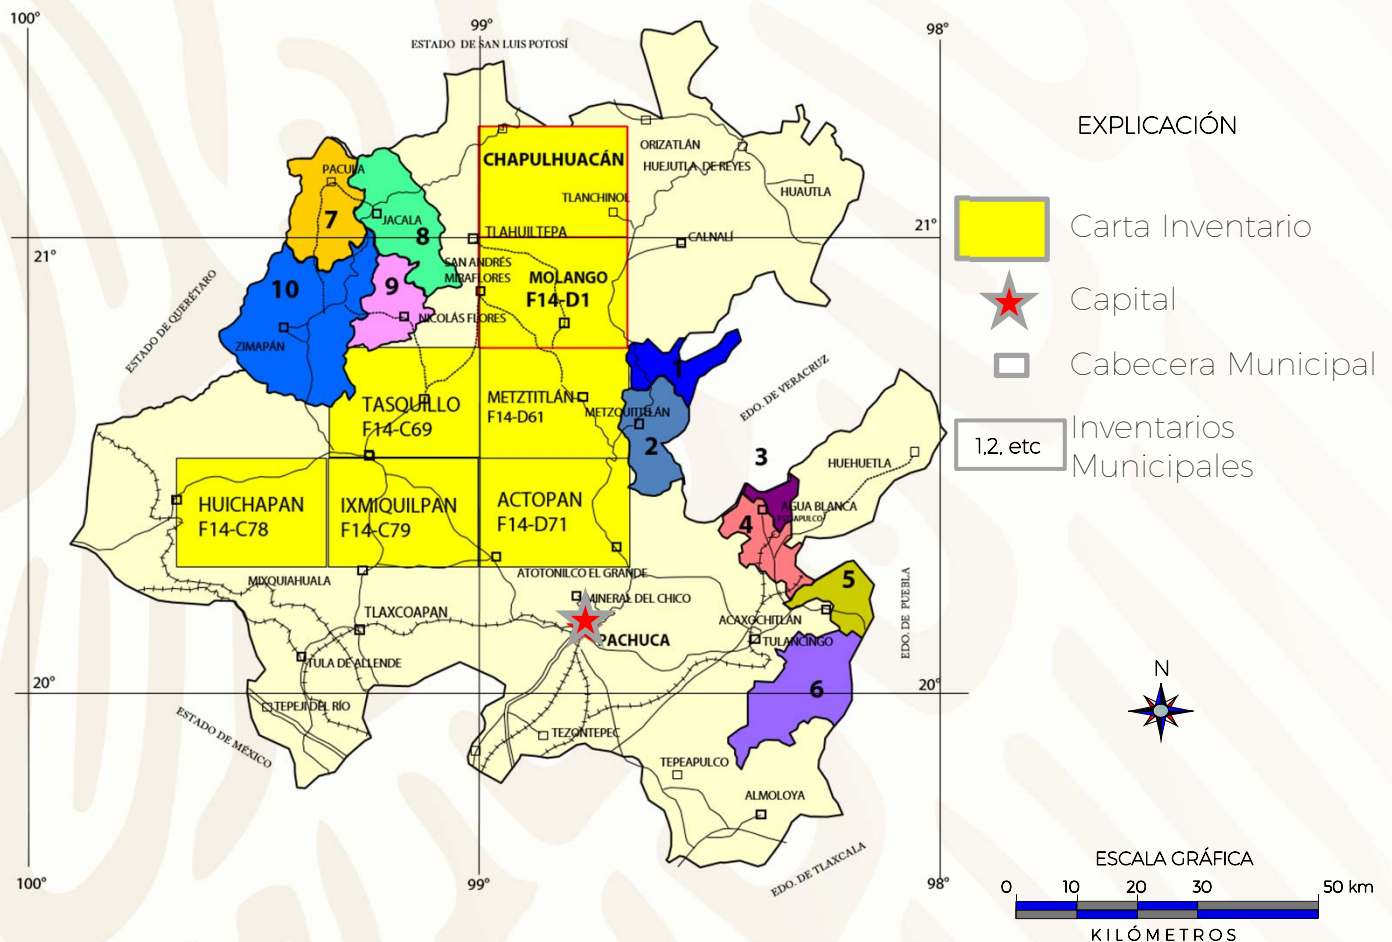 100°
99°
98°
ESTADO DE SAN LUIS POTOSÍ
EXPLICACIÓN
ORIZATLÁN
CHAPULHUACÁN
HUEJUTLA DE REYES
PACULA
HUAUTLA
TLANCHINOL
7
JACALA
8
TLAHUILTEPA
CALNALÍ
Carta Inventario
21°
21°
SAN ANDRÉS
MIRAFLORES
MOLANGO
F14-D1
9
10
Capital
NICOLÁS FLORES
ESTADO DE QUERÉTARO
ZIMAPÁN
1
Cabecera Municipal
EDO. DE VERACRUZ
TASQUILLO
F14-C69
METZTITLÁN
F14-D61
METZQUITITLÁN
2
3
1,2, etc
Inventarios
Municipales
HUEHUETLA
HUICHAPAN
F14-C78
IXMIQUILPAN
F14-C79
ACTOPAN
F14-D71
AGUA BLANCA
4
ATOTONILCO EL GRANDE
MIXQUIAHUALA
5
MINERAL DEL CHICO
TLAXCOAPAN
ACAXOCHITLÁN
EDO. DE PUEBLA
PACHUCA
TULANCINGO
TULA DE ALLENDE
N
20°
20°
6
TEPEJI DEL RÍO
ESTADO DE MÉXICO
TEZONTEPEC
TEPEAPULCO
ALMOLOYA
EDO. DE TLAXCALA
100°
99°
98°
ESCALA GRÁFICA
0 10 20 30 50 km
KILÓMETROS